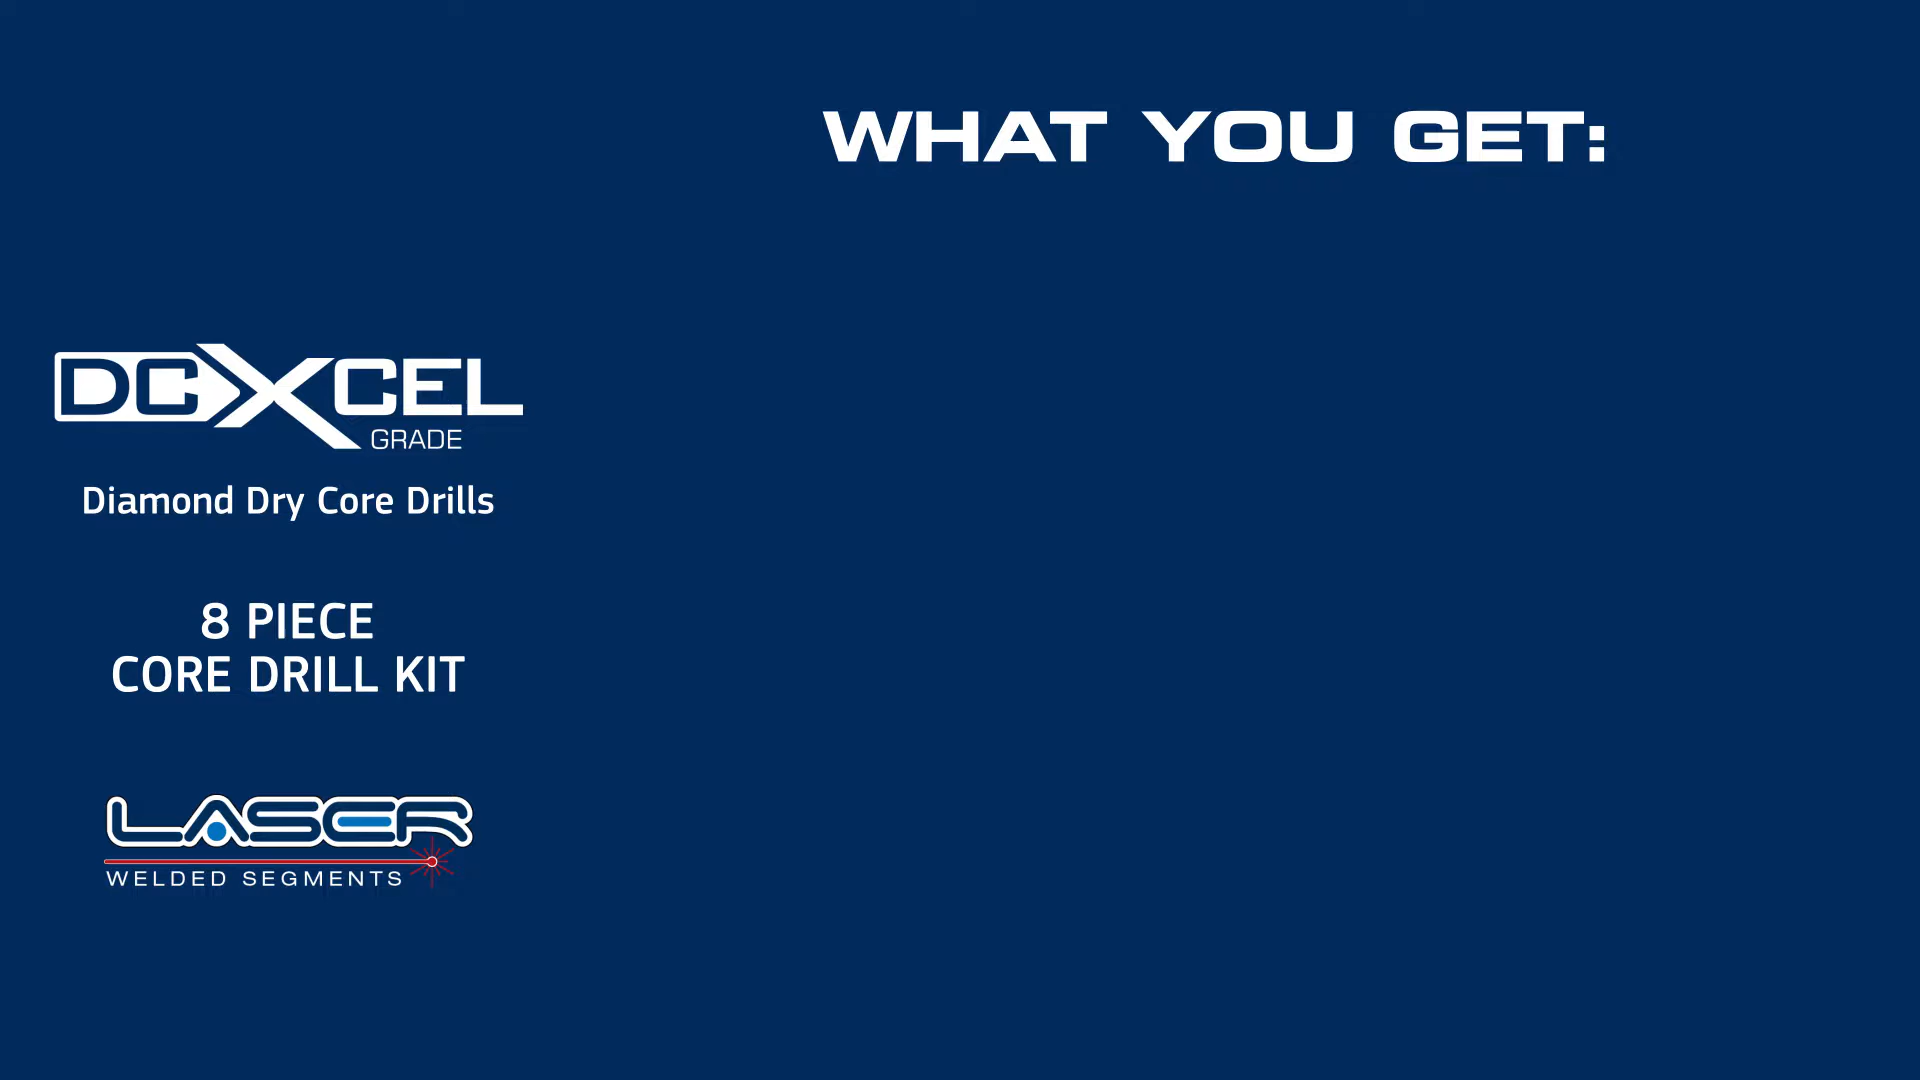 WHAT YOU GET:
DCXCEL
GRADE
Diamond Dry Core Drills
8 PIECE
CORE DRILL KIT
LASER
WELDED SEGMENTS